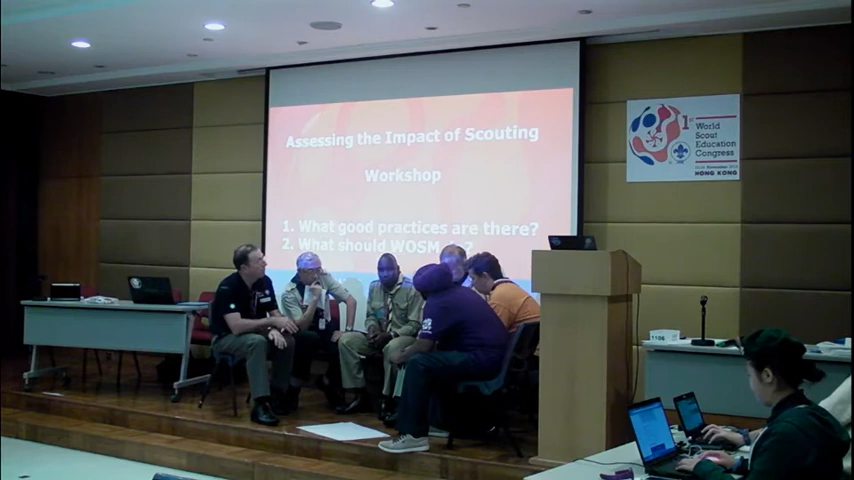 Assessing the Impact of Scouting
Workshop
1. What good practices are there?
2. What should WOSM
1st
World
Scout
Education
Congress
HONG KONG